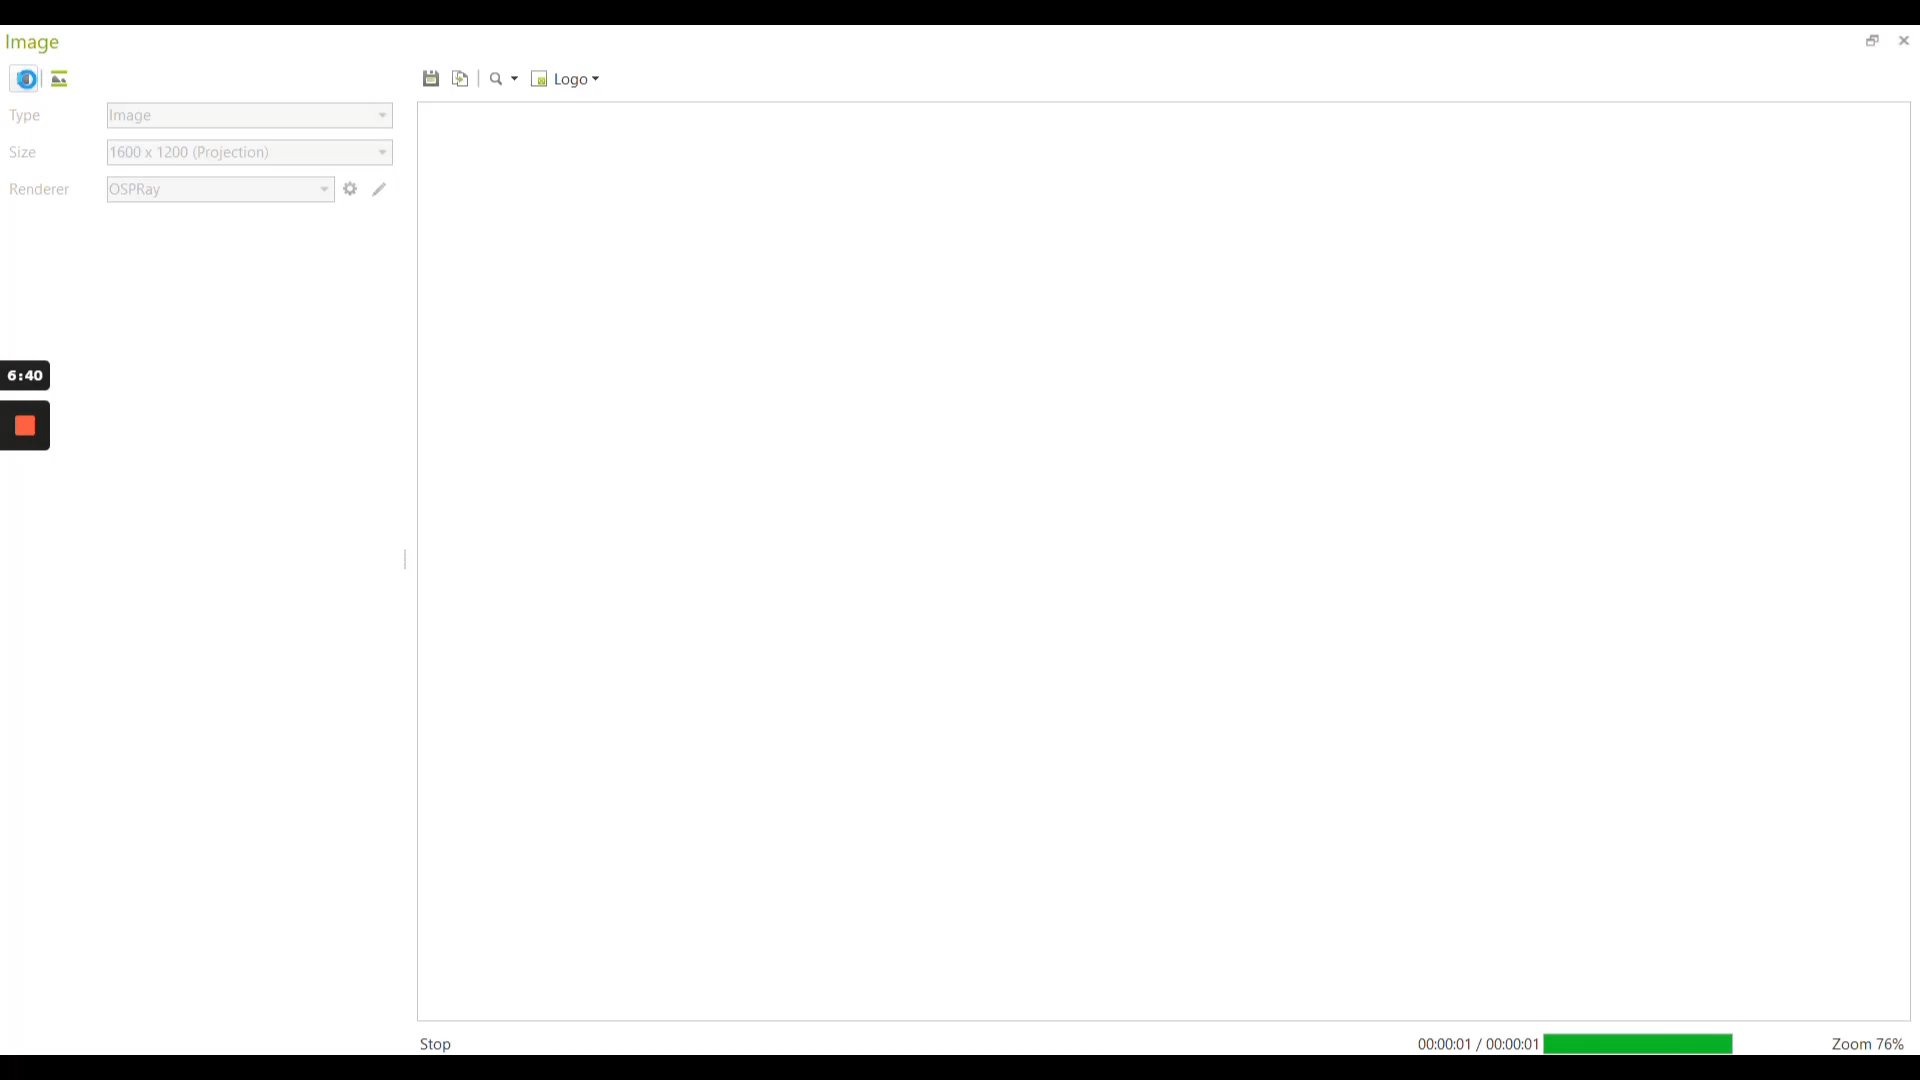 Image
Logo
Type
Image
Size
1600 x 1200 (Projection)
Renderer
OSPRay
6:40
Stop
00:00:01 / 00:00:01
Zoom 76%